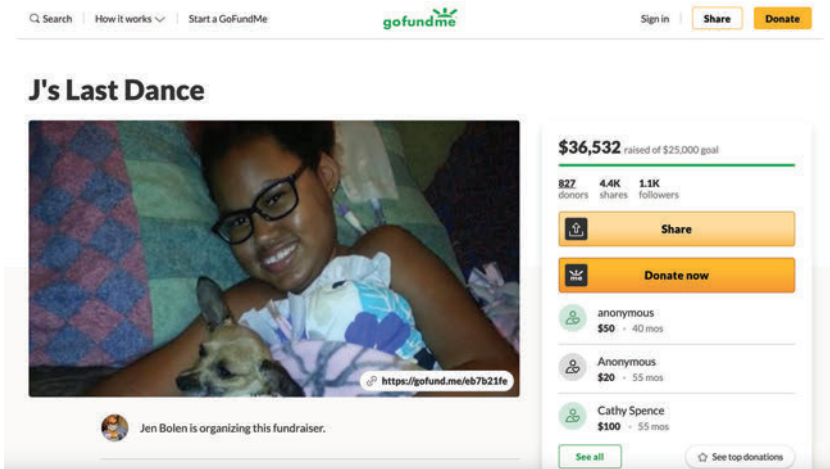 Search How it works Start a GoFundMe gofundme Sign in Share Donate
J's Last Dance
https://gofund.me/eb7b21fe
Jen Bolen is organizing this fundraiser.
$36,532 raised of $25,000 goal
827 4.4K 1.1K
donors shares followers
Share
me Donate now
anonymous
$50 • 40 mos
Anonymous
$20 • 55 mos
Cathy Spence
$100 • 55 mos
See all See top donations